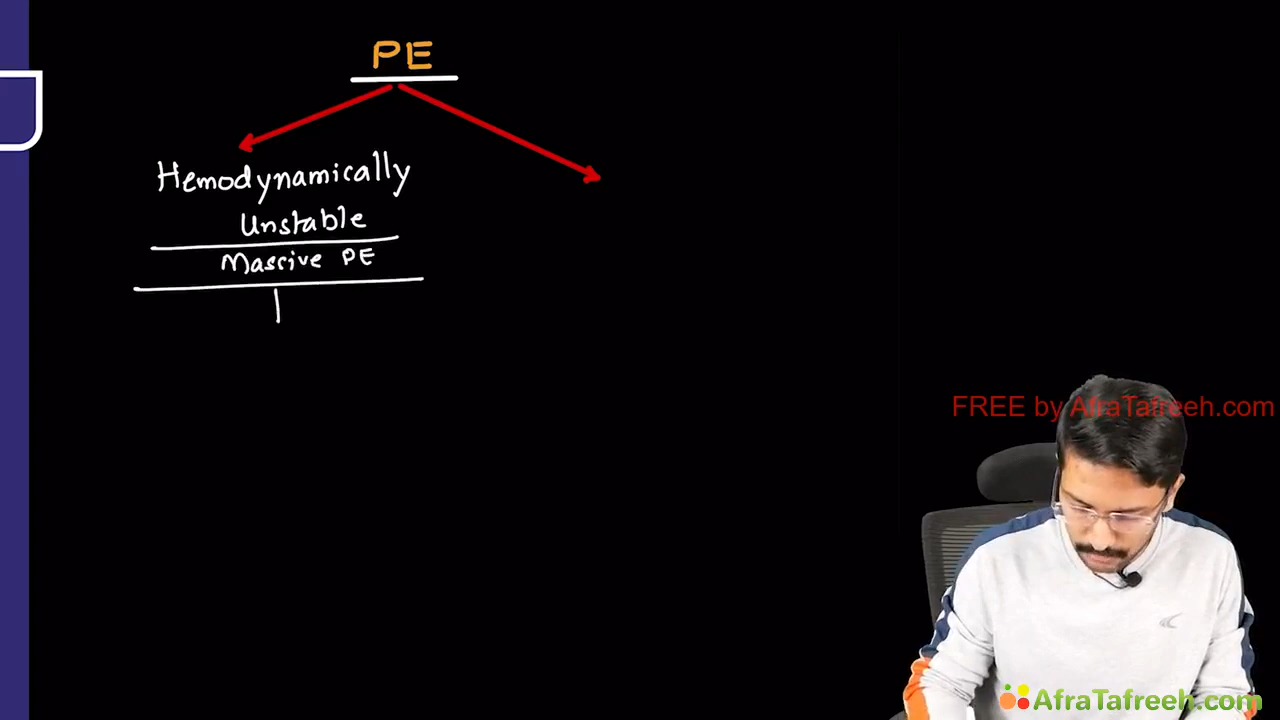 PE
Hemodynamically
Unstable
Massive PE
FREE by AfraTafreeh.com
AfraTafreeh.com